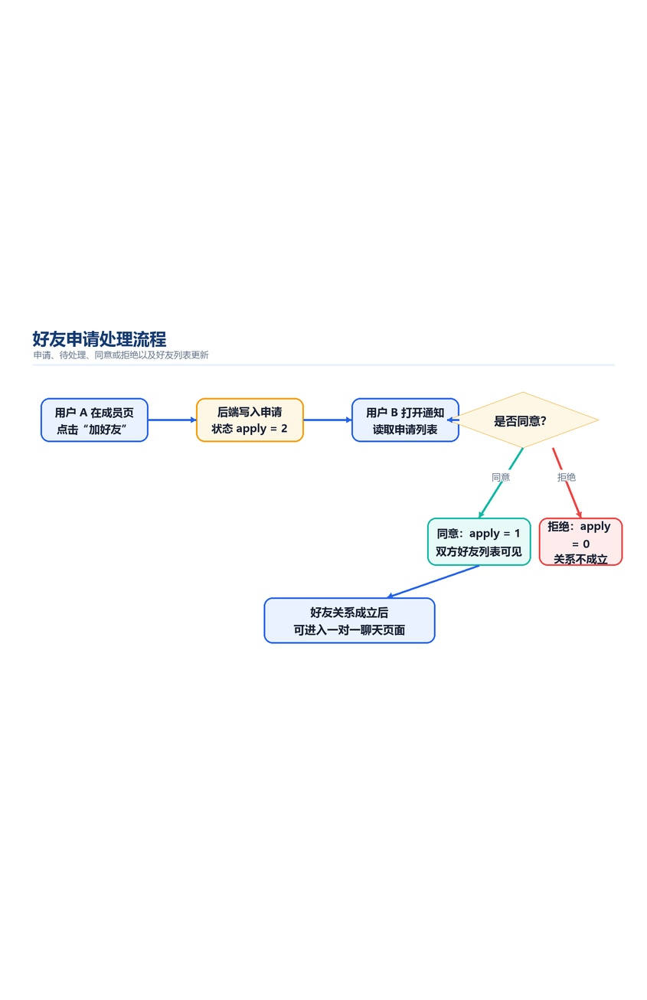 好友申请处理流程
申请、待处理、同意或拒绝以及好友列表更新
用户 A 在成员页
点击“加好友”
后端写入申请
状态 apply = 2
用户 B 打开通知
读取申请列表
是否同意？
同意
拒绝
同意：apply = 1
双方好友列表可见
拒绝：apply
= 0
关系不成立
好友关系成立后
可进入一对一聊天页面